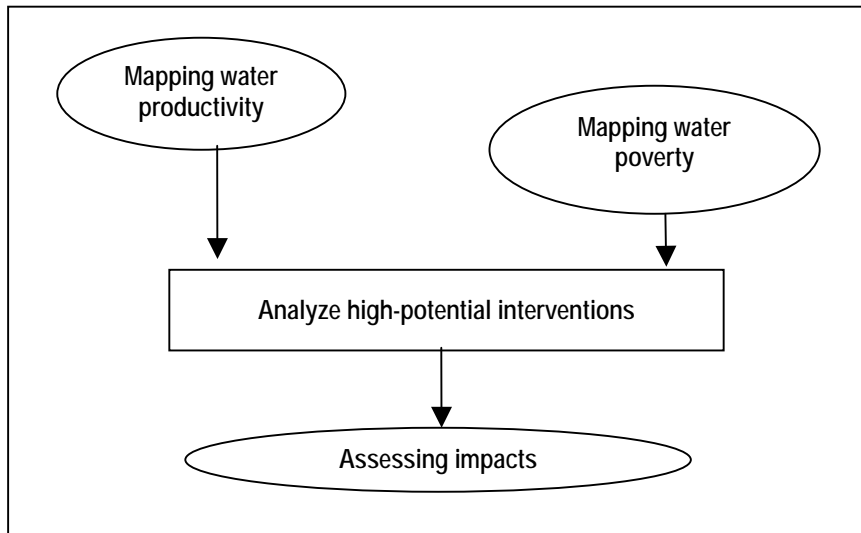 Mapping water
productivity
Mapping water
poverty
Analyze high-potential interventions
Assessing impacts